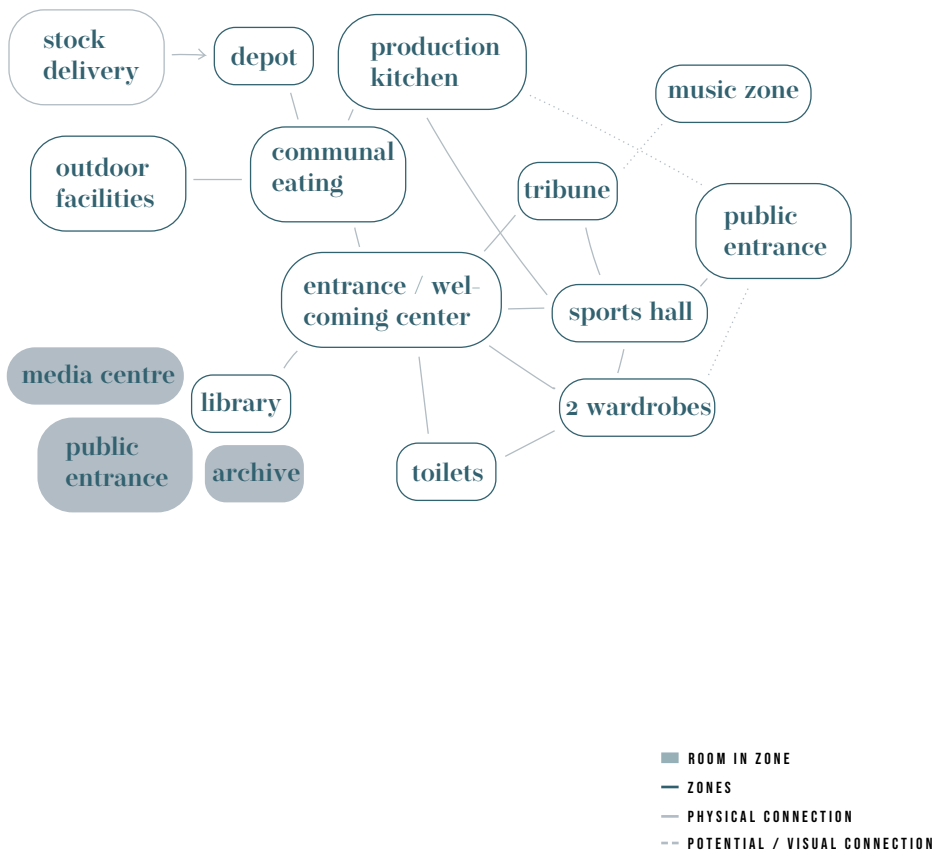 stock
delivery
depot
production
kitchen
music zone
outdoor
facilities
communal
eating
tribune
public
entrance
entrance / wel-
coming center
sports hall
media centre
library
2 wardrobes
public
entrance
archive
toilets
ROOM IN ZONE
ZONES
PHYSICAL CONNECTION
POTENTIAL / VISUAL CONNECTION